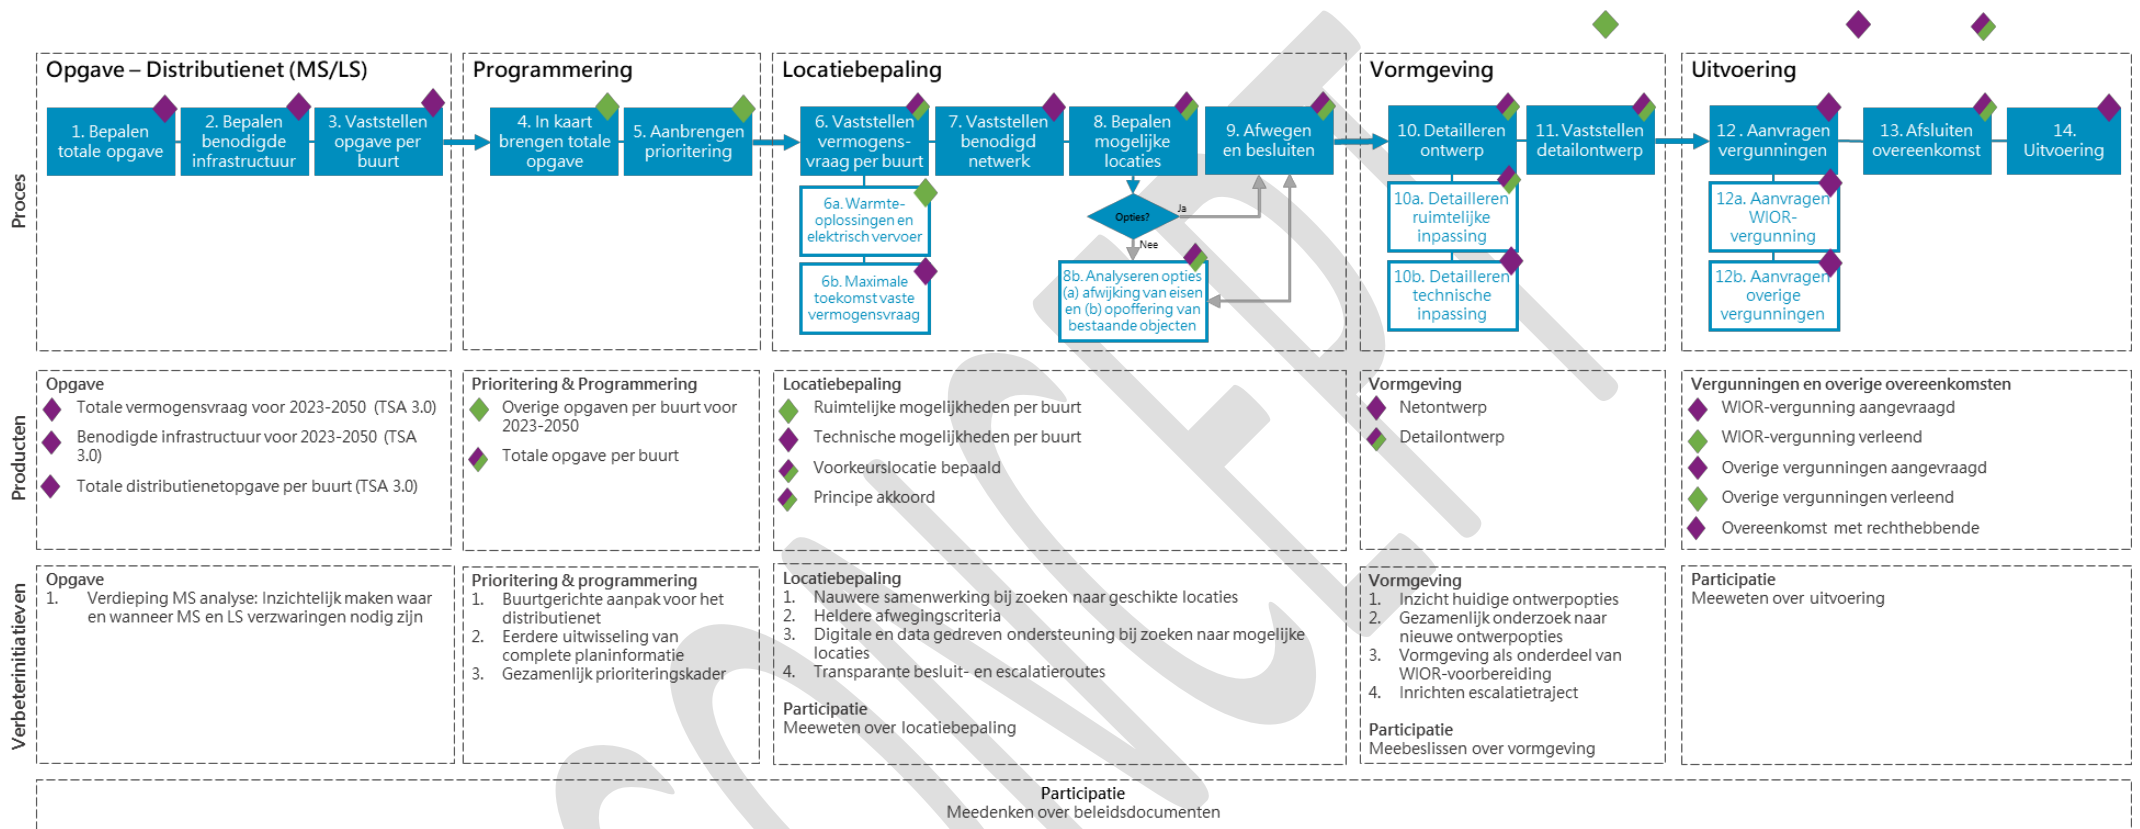 Opgave – Distributienet (MS/LS)
Programmering
Locatiebepaling
Vormgeving
Uitvoering
Proces
1. Bepalen
totale opgave
2. Bepalen
benodigde
infrastructuur
3. Vaststellen
opgave per
buurt
4. In kaart
brengen totale
opgave
5. Aanbrengen
prioritering
6. Vaststellen
vermogens-
vraag per buurt
7. Vaststellen
benodigd
netwerk
8. Bepalen
mogelijke
locaties
9. Afwegen
en besluiten
10. Detailleren
ontwerp
11. Vaststellen
detailontwerp
12. Aanvragen
vergunningen
13. Afsluiten
overeenkomst
14.
Uitvoering
6a. Warmte-
oplossingen en
elektrisch vervoer
6b. Maximale
toekomst vaste
vermogensvraag
Opties?
Ja
Nee
8b. Analyseren opties
(a) afwijking van eisen
en (b) opoffering van
bestaande objecten
10a. Detailleren
ruimtelijke
inpassing
10b. Detailleren
technische
inpassing
12a. Aanvragen
WIOR-
vergunning
12b. Aanvragen
overige
vergunningen
Producten
Opgave
Totale vermogensvraag voor 2023-2050 (TSA 3.0)
Benodigde infrastructuur voor 2023-2050 (TSA
3.0)
Totale distributienetopgave per buurt (TSA 3.0)
Prioritering & Programmering
Overige opgaven per buurt voor
2023-2050
Totale opgave per buurt
Locatiebepaling
Ruimtelijke mogelijkheden per buurt
Technische mogelijkheden per buurt
Voorkeurslocatie bepaald
Principe akkoord
Vormgeving
Netontwerp
Detailontwerp
Vergunningen en overige overeenkomsten
WIOR-vergunning aangevraagd
WIOR-vergunning verleend
Overige vergunningen aangevraagd
Overige vergunningen verleend
Overeenkomst met rechthebbende
Verbeterinitiatieven
Opgave
1. Verdieping MS analyse: Inzichtelijk maken waar
en wanneer MS en LS verzwaringen nodig zijn
Prioritering & programmering
1. Buurtgerichte aanpak voor het
distributienet
2. Eerdere uitwisseling van
complete planinformatie
3. Gezamenlijk prioriteringskader
Locatiebepaling
1. Nauwere samenwerking bij zoeken naar geschikte locaties
2. Heldere afwegingscriteria
3. Digitale en data gedreven ondersteuning bij zoeken naar mogelijke
locaties
4. Transparante besluit- en escalatieroutes
Participatie
Meeweten over locatiebepaling
Vormgeving
1. Inzicht huidige ontwerpopties
2. Gezamenlijk onderzoek naar
nieuwe ontwerpopties
3. Vormgeving als onderdeel van
WIOR-voorbereiding
4. Inrichten escalatietraject
Participatie
Meebeslissen over vormgeving
Participatie
Meeweten over uitvoering
Participatie
Meedenken over beleidsdocumenten
CONCEPT